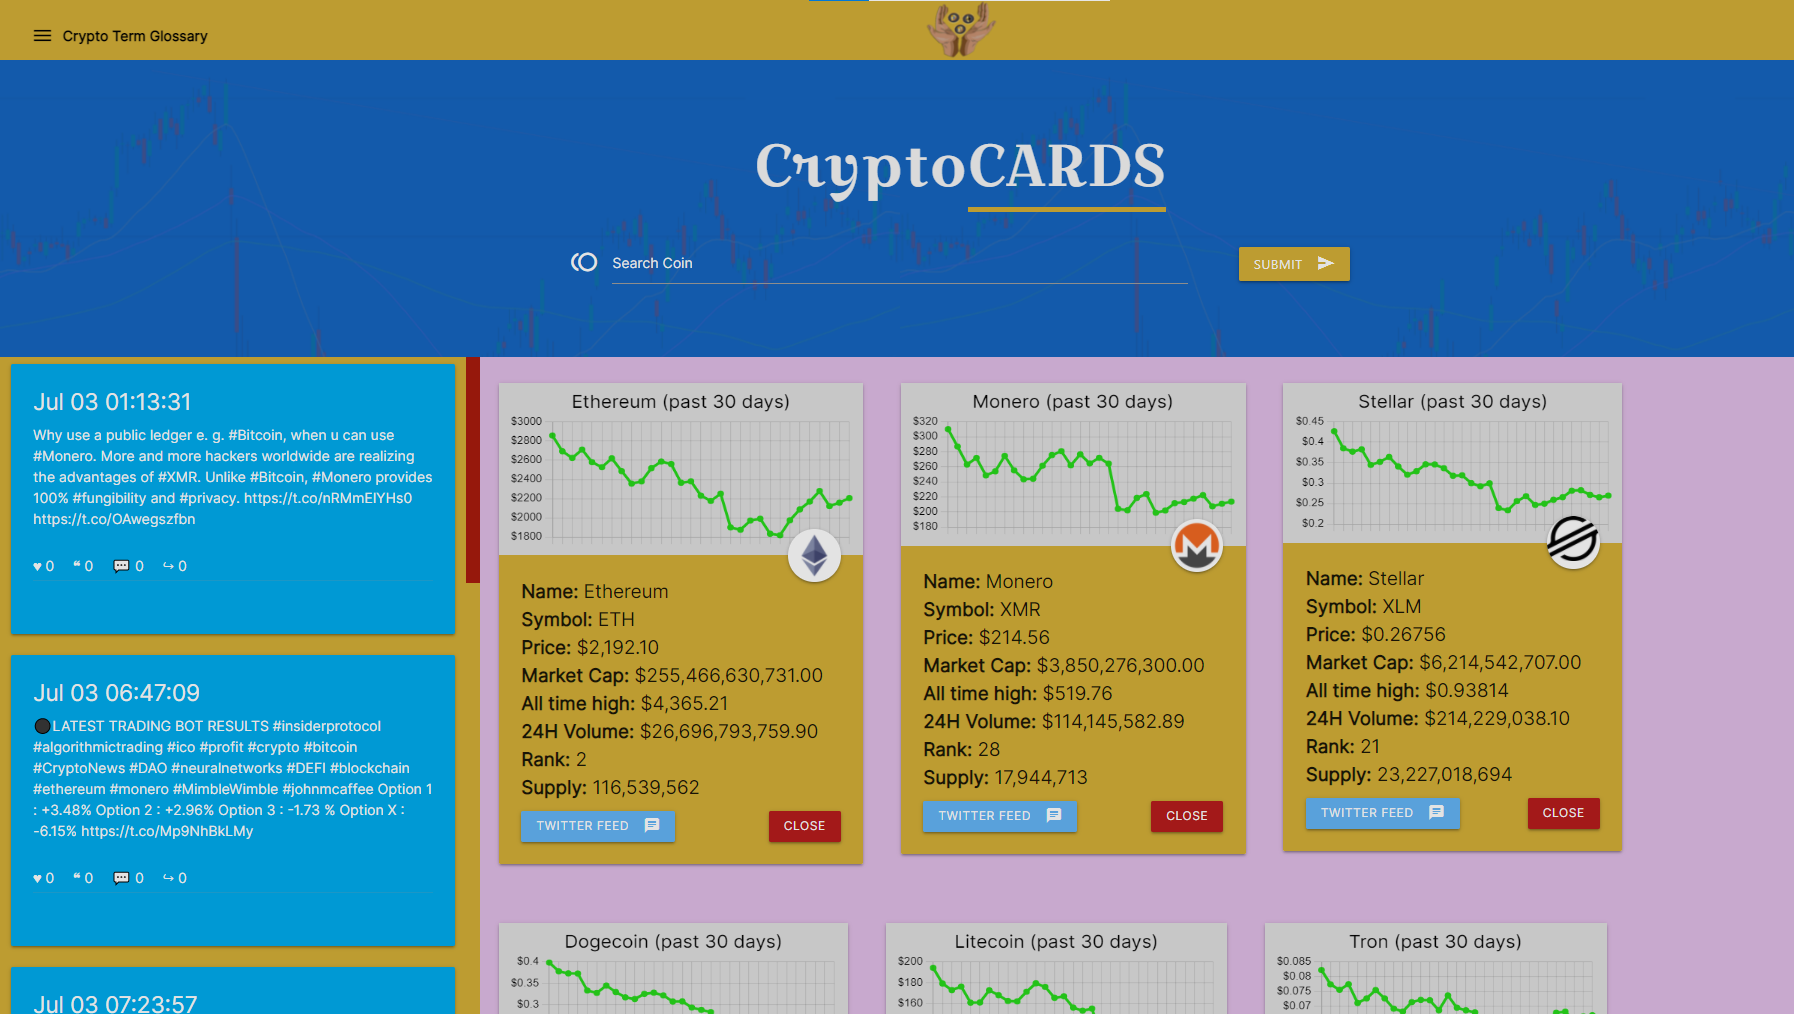 Crypto Term Glossary
CryptoCARDS
Search Coin
SUBMIT
Jul 03 01:13:31
Why use a public ledger e. g. #Bitcoin, when u can use
#Monero. More and more hackers worldwide are realizing
the advantages of #XMR. Unlike #Bitcoin, #Monero provides
100% #fungibility and #privacy. https://t.co/nRMmEIYHs0
https://t.co/OAwegszfbn
♥ 0 ❝ 0 💬 0 ↪ 0
Jul 03 06:47:09
⚫LATEST TRADING BOT RESULTS #insiderprotocol
#algorithmictrading #ico #profit #crypto #bitcoin
#CryptoNews #DAO #neuralnetworks #DEFI #blockchain
#ethereum #monero #MimbleWimble #johnmcaffee Option 1
: +3.48% Option 2 : +2.96% Option 3 : -1.73 % Option X :
-6.15% https://t.co/Mp9NhBkLMy
♥ 0 ❝ 0 💬 0 ↪ 0
Jul 03 07:23:57
Ethereum (past 30 days)
$3000
$2800
$2600
$2400
$2200
$2000
$1800
Name: Ethereum
Symbol: ETH
Price: $2,192.10
Market Cap: $255,466,630,731.00
All time high: $4,365.21
24H Volume: $26,696,793,759.90
Rank: 2
Supply: 116,539,562
TWITTER FEED
CLOSE
Monero (past 30 days)
$320
$300
$280
$260
$240
$220
$200
$180
Name: Monero
Symbol: XMR
Price: $214.56
Market Cap: $3,850,276,300.00
All time high: $519.76
24H Volume: $114,145,582.89
Rank: 28
Supply: 17,944,713
TWITTER FEED
CLOSE
Stellar (past 30 days)
$0.45
$0.4
$0.35
$0.3
$0.25
$0.2
Name: Stellar
Symbol: XLM
Price: $0.26756
Market Cap: $6,214,542,707.00
All time high: $0.93814
24H Volume: $214,229,038.10
Rank: 21
Supply: 23,227,018,694
TWITTER FEED
CLOSE
Dogecoin (past 30 days)
$0.4
$0.35
$0.3
Litecoin (past 30 days)
$200
$180
$160
Tron (past 30 days)
$0.085
$0.08
$0.075
$0.07